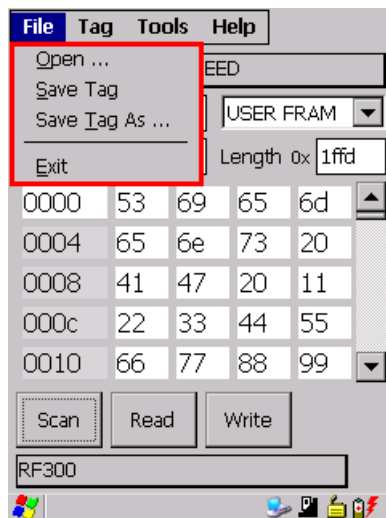 File Tag Tools Help
Open ...
EED
Save Tag
USER FRAM
Save Tag As ...
Length 0x 1ffd
Exit
0000 53 69 65 6d
0004 65 6e 73 20
0008 41 47 20 11
000c 22 33 44 55
0010 66 77 88 99
Scan Read Write
RF300